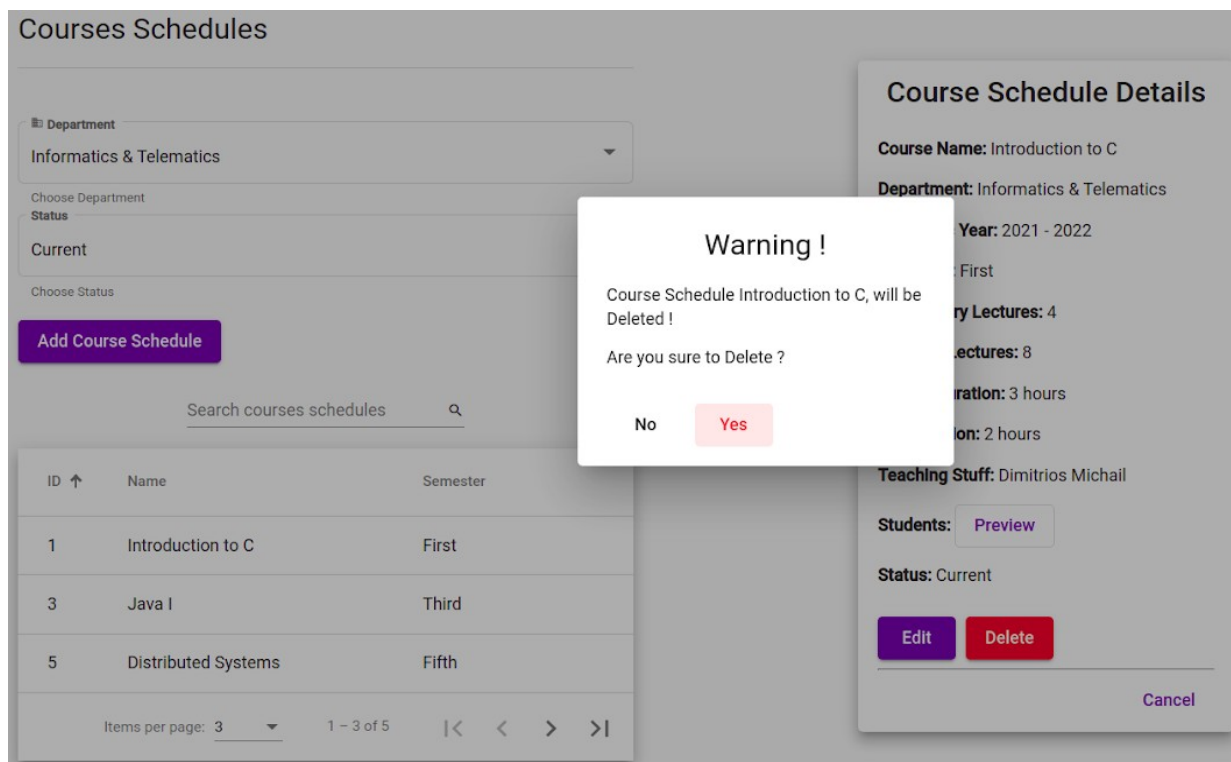 Courses Schedules
Department
Informatics & Telematics
Choose Department
Status
Current
Choose Status
Add Course Schedule
Search courses schedules
ID Name Semester
1 Introduction to C First
3 Java I Third
5 Distributed Systems Fifth
Items per page: 3 1 – 3 of 5
Warning !
Course Schedule Introduction to C, will be
Deleted !
Are you sure to Delete ?
No Yes
Course Schedule Details
Course Name: Introduction to C
Department: Informatics & Telematics
Year: 2021 - 2022
: First
Lectures: 4
: 8
: 3 hours
: 2 hours
Teaching Stuff: Dimitrios Michail
Students: Preview
Status: Current
Edit Delete
Cancel